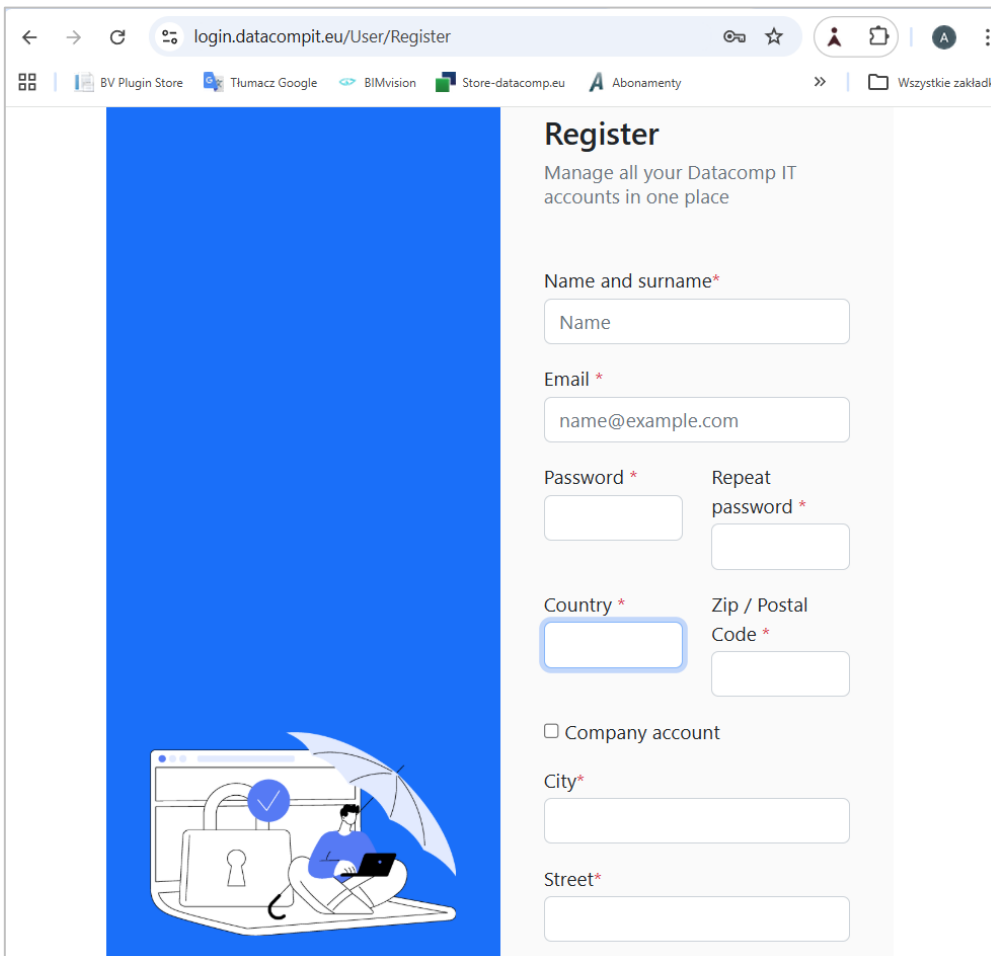 login.datacompit.eu/User/Register
A
BV Plugin Store Tłumacz Google BIMvision Store-datacomp.eu Abonamenty » Wszystkie zakładk
Register
Manage all your Datacomp IT
accounts in one place
Name and surname*
Name
Email *
name@example.com
Password *
Repeat
password *
Country *
Zip / Postal
Code *
Company account
City*
Street*